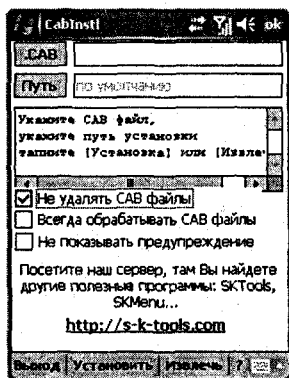 CabInstl ok
.CAB
Путь по умолчанию
Укажите CAB файл,
укажите путь установки
тапните [Установка] или [Извле
Не удалять CAB файлы
Всегда обрабатывать CAB файлы
Не показывать предупреждение
Посетите наш сервер, там Вы найдете
другие полезные программы: SKTools,
SKMenu...
http://s-k-tools.com
Выход Установить Извлечь ?